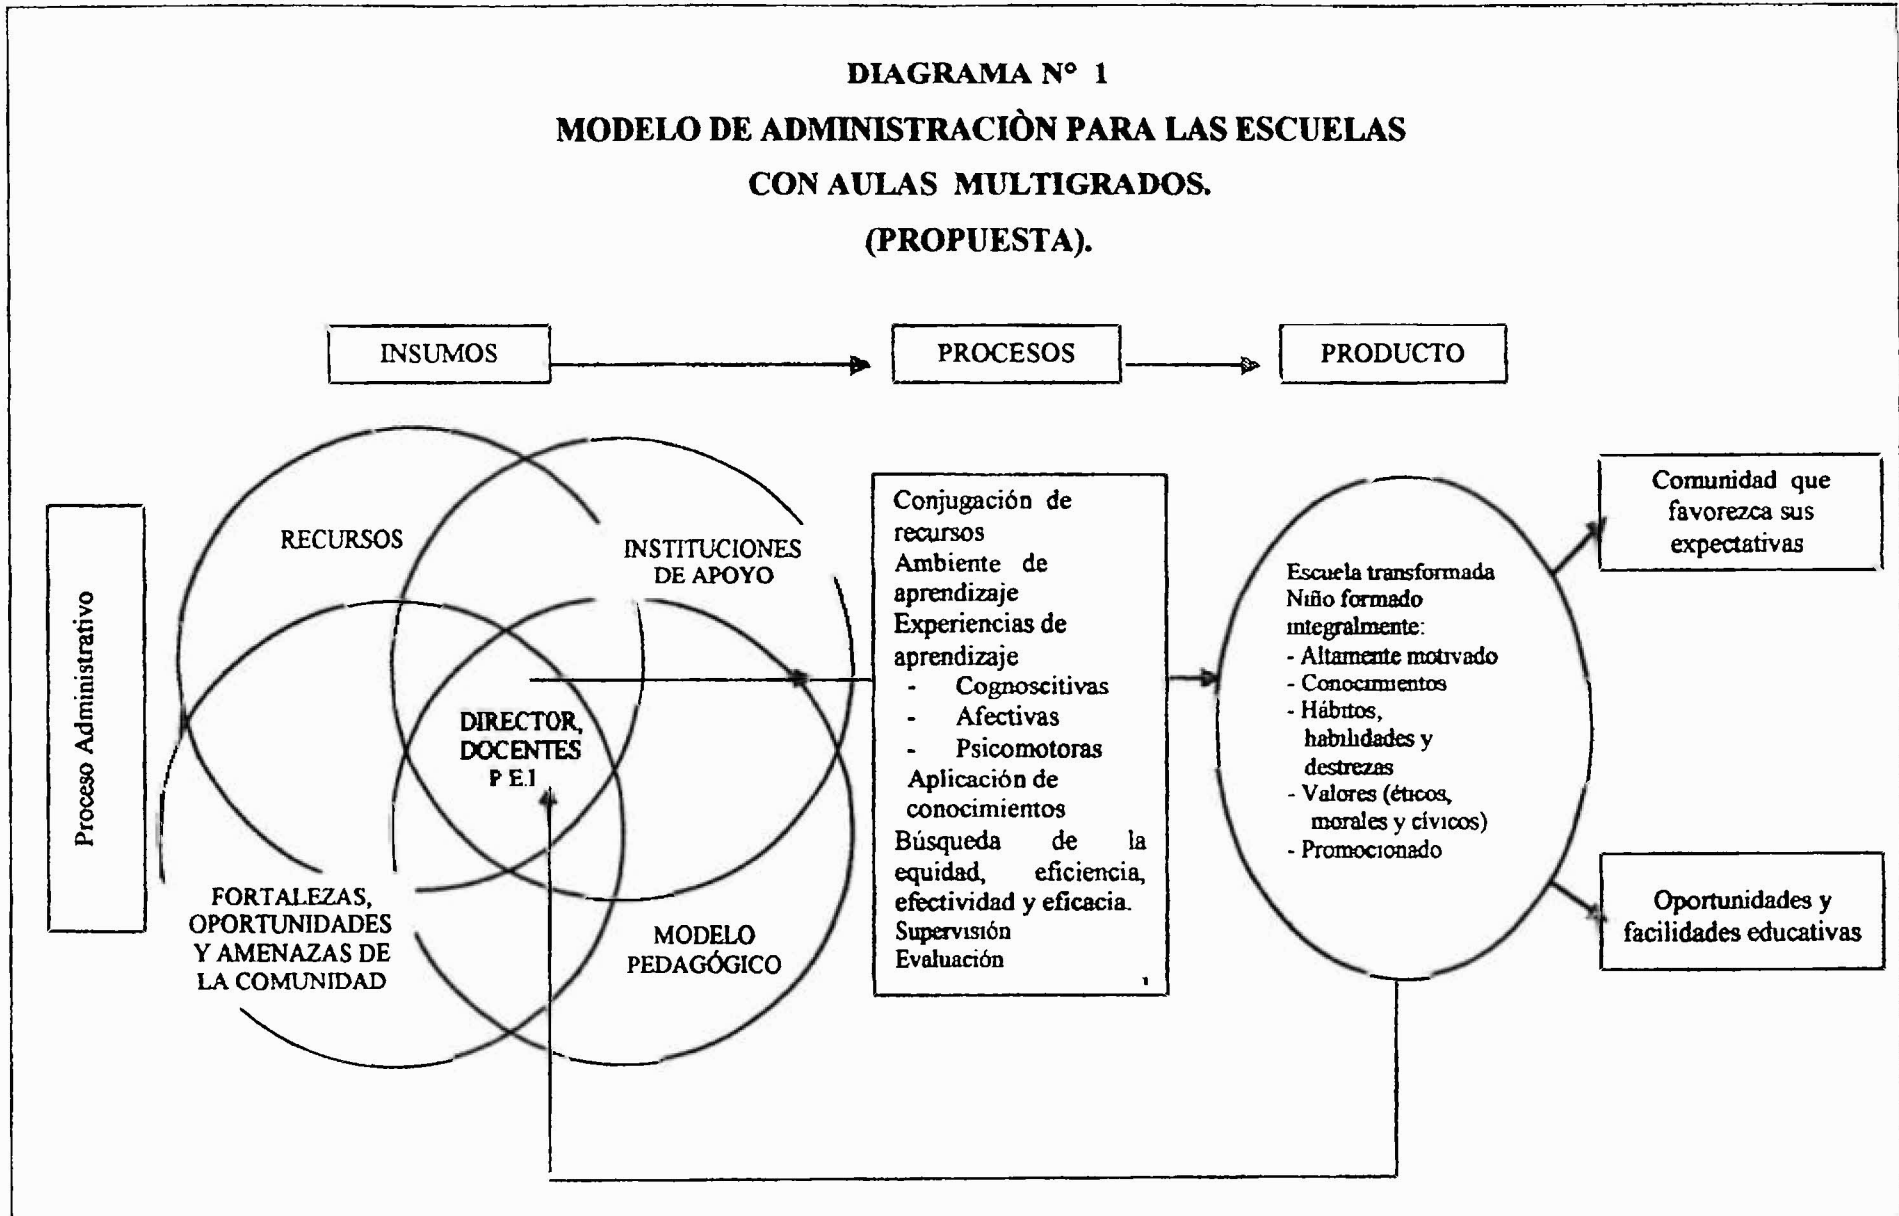 DIAGRAMA Nº 1
MODELO DE ADMINISTRACIÒN PARA LAS ESCUELAS
CON AULAS MULTIGRADOS.
(PROPUESTA).
INSUMOS
PROCESOS
PRODUCTO
Proceso Administrativo
RECURSOS
INSTITUCIONES
DE APOYO
DIRECTOR,
DOCENTES
P E.I
FORTALEZAS,
OPORTUNIDADES
Y AMENAZAS DE
LA COMUNIDAD
MODELO
PEDAGÓGICO
Conjugación de
recursos
Ambiente de
aprendizaje
Experiencias de
aprendizaje
- Cognoscitivas
- Afectivas
- Psicomotoras
Aplicación de
conocimientos
Búsqueda de la
equidad, eficiencia,
efectividad y eficacia.
Supervisión
Evaluación
Escuela transformada
Niño formado
integralmente:
- Altamente motivado
- Conocimientos
- Hábitos,
habilidades y
destrezas
- Valores (éticos,
morales y cívicos)
- Promocionado
Comunidad que
favorezca sus
expectativas
Oportunidades y
facilidades educativas